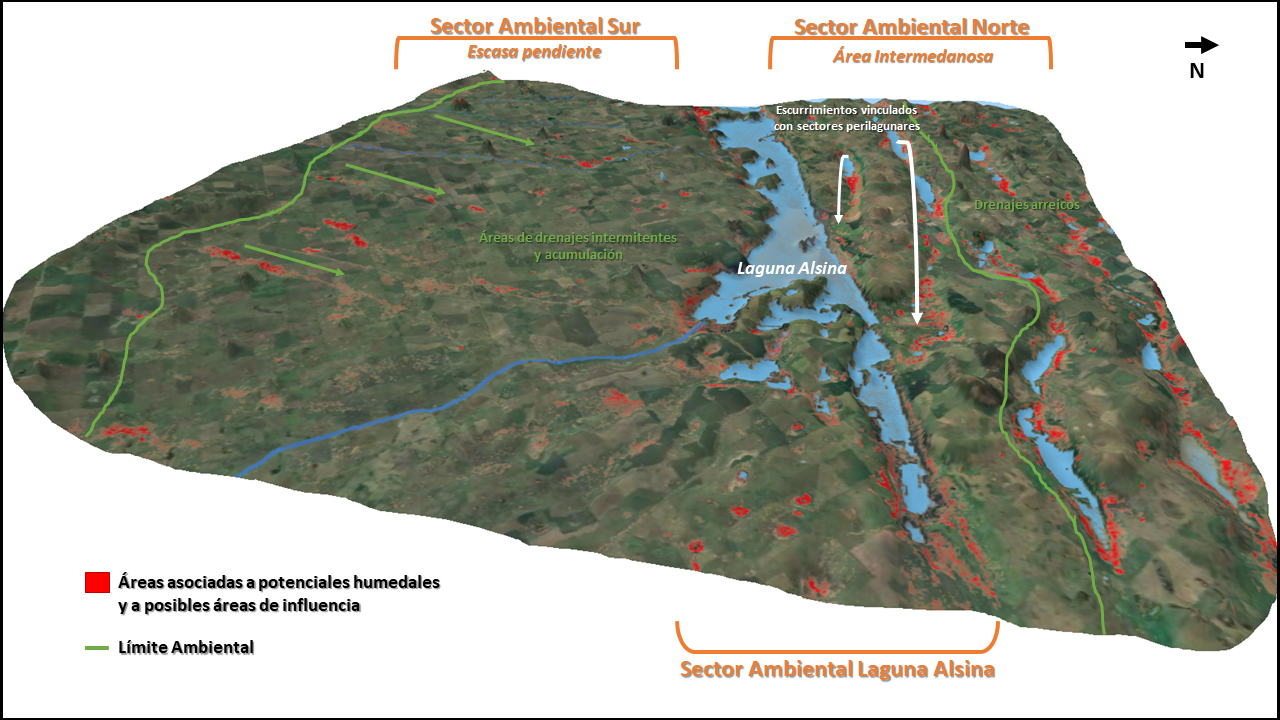 Sector Ambiental Sur
Escasa pendiente
Sector Ambiental Norte
Área Intermedanosa
N
Escurrimientos vinculados
con sectores perilagunares
Drenajes arreicos
Áreas de drenajes intermitentes
y acumulación
Laguna Alsina
Áreas asociadas a potenciales humedales
y a posibles áreas de influencia
Límite Ambiental
Sector Ambiental Laguna Alsina